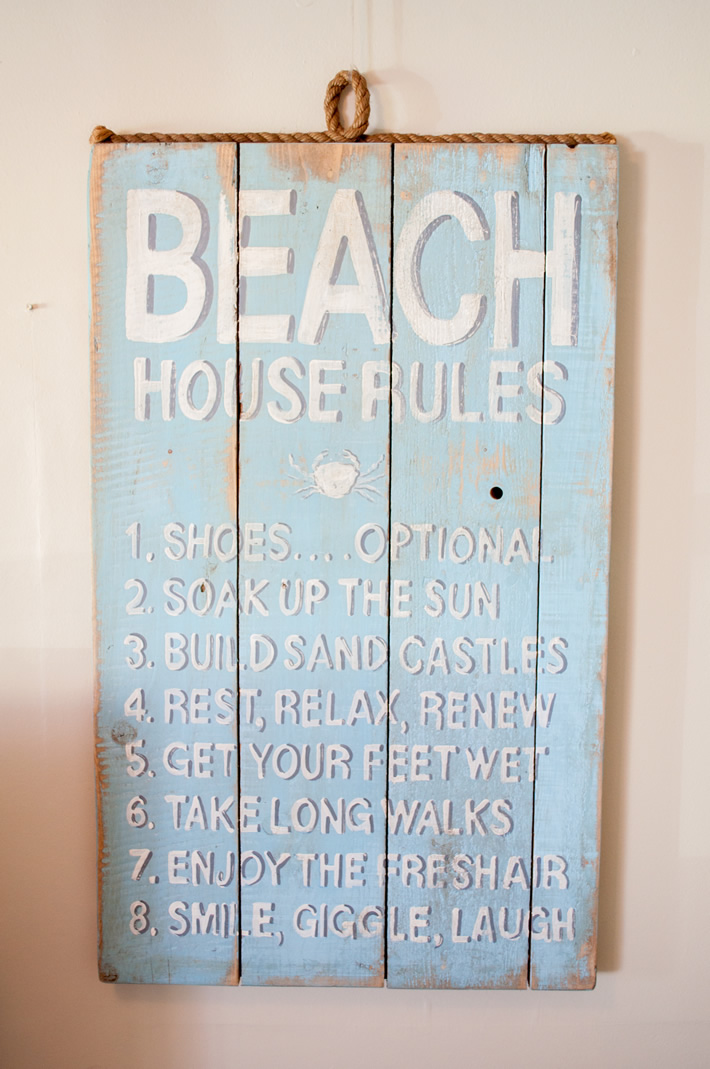 BEACH
HOUSE RULES
1. SHOES.... OPTIONAL
2. SOAK UP THE SUN
3. BUILD SAND CASTLES
4. REST, RELAX, RENEW
5. GET YOUR FEET WET
6. TAKE LONG WALKS
7. ENJOY THE FRESH AIR
8. SMILE, GIGGLE, LAUGH